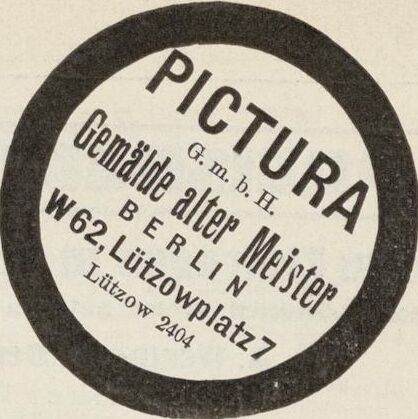 PICTURA
G. m. b. H.
Gemälde alter Meister
BERLIN
W 62, Lützowplatz 7
Lützow 2404